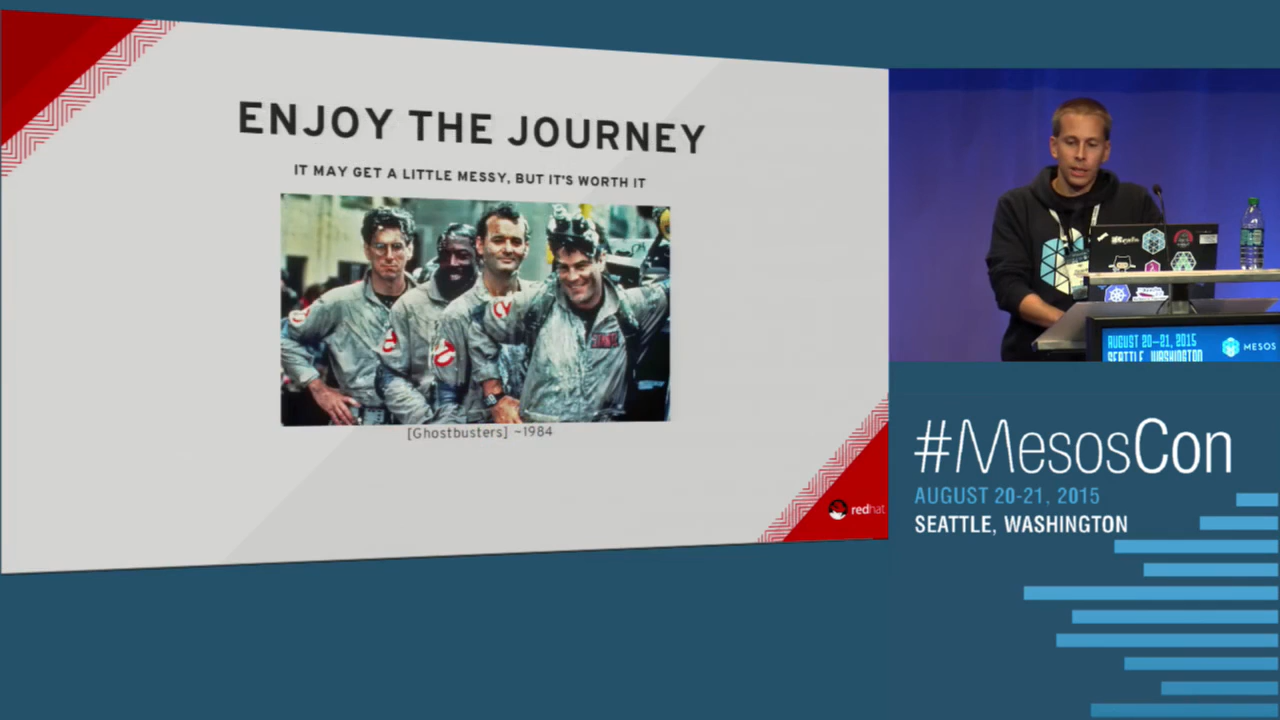 ENJOY THE JOURNEY
IT MAY GET A LITTLE MESSY, BUT IT'S WORTH IT
[Ghostbusters] ~1984
redhat
AUGUST 20-21, 2015
SEATTLE, WASHINGTON
MESOS
#MesosCon
AUGUST 20-21, 2015
SEATTLE, WASHINGTON